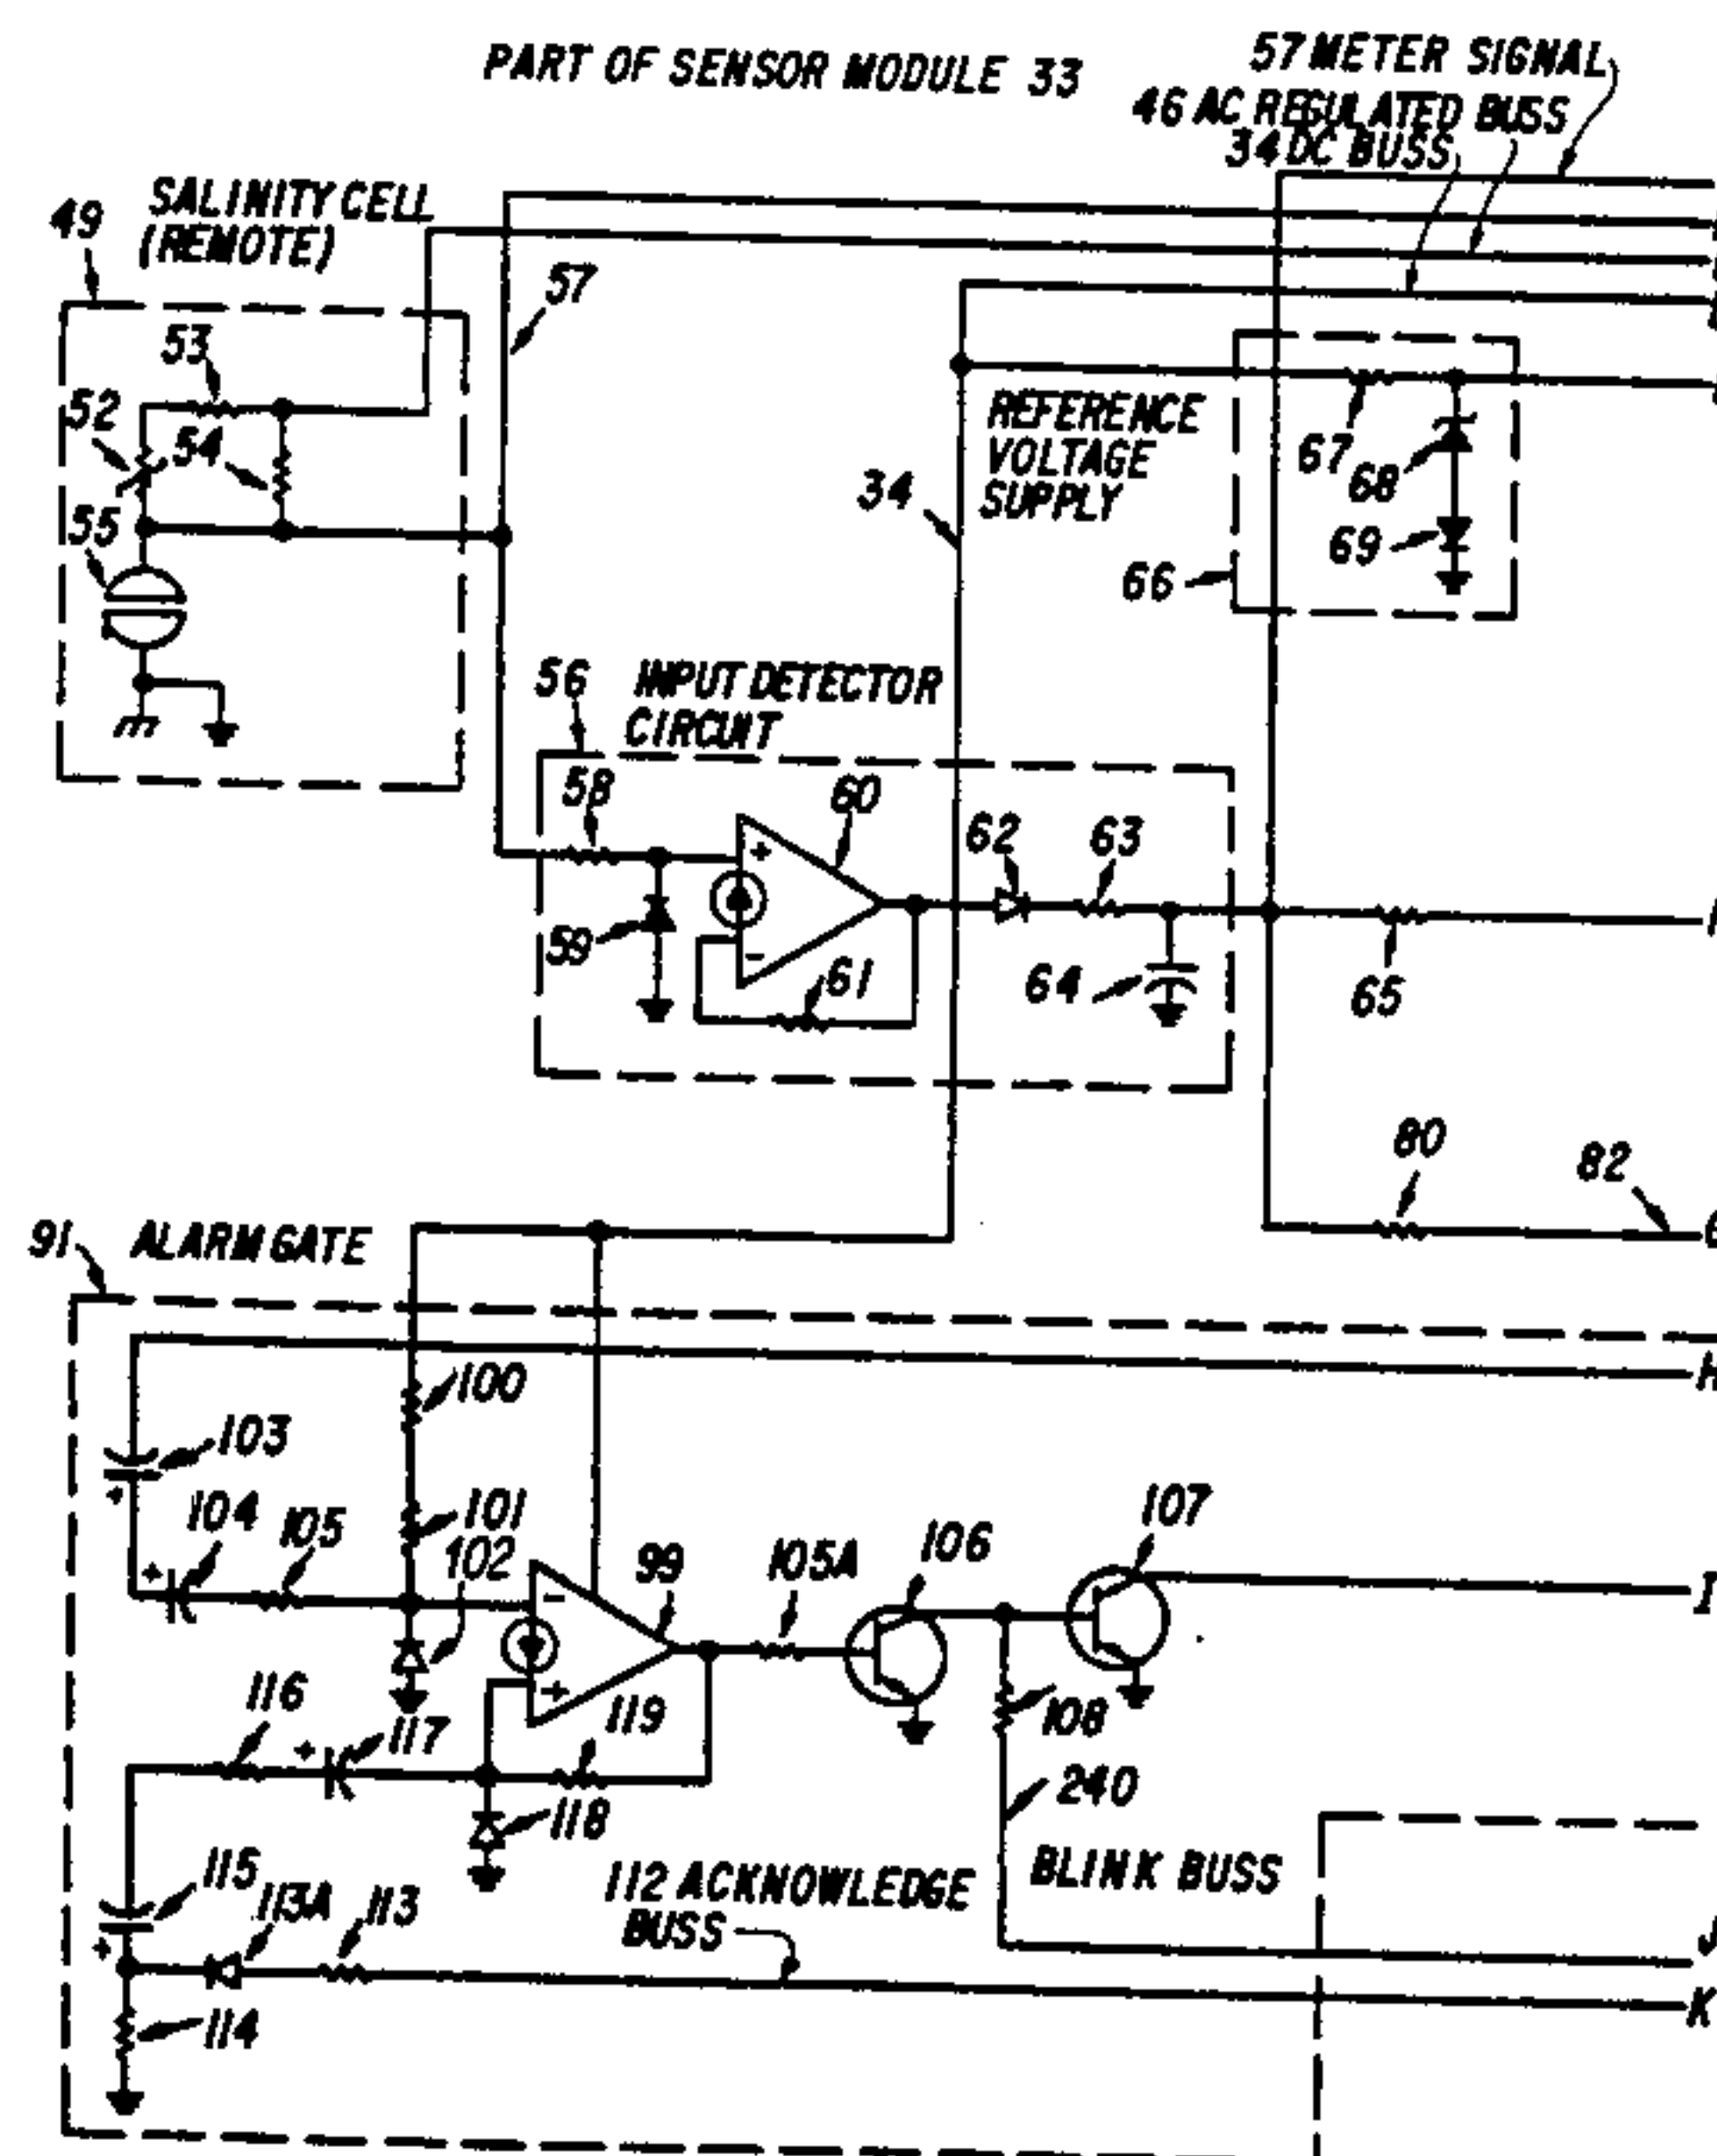 PART OF SENSOR MODULE 33
57 METER SIGNAL
46 AC REGULATED BUSS
34 DC BUSS
49 SALINITY CELL
(REMOTE)
57
53
52
54
55
REFERENCE
VOLTAGE
SUPPLY
34
67
68
69
66
56 INPUT DETECTOR
CIRCUIT
58
60
+
62
63
59
-
61
64
65
80
82
91 ALARM GATE
H
100
103
+
104
105
101
102
+
-
99
105A
106
107
I
+
116
+
117
119
108
118
240
115
113A
113
112 ACKNOWLEDGE
BUSS
BLINK BUSS
+
J
K
114